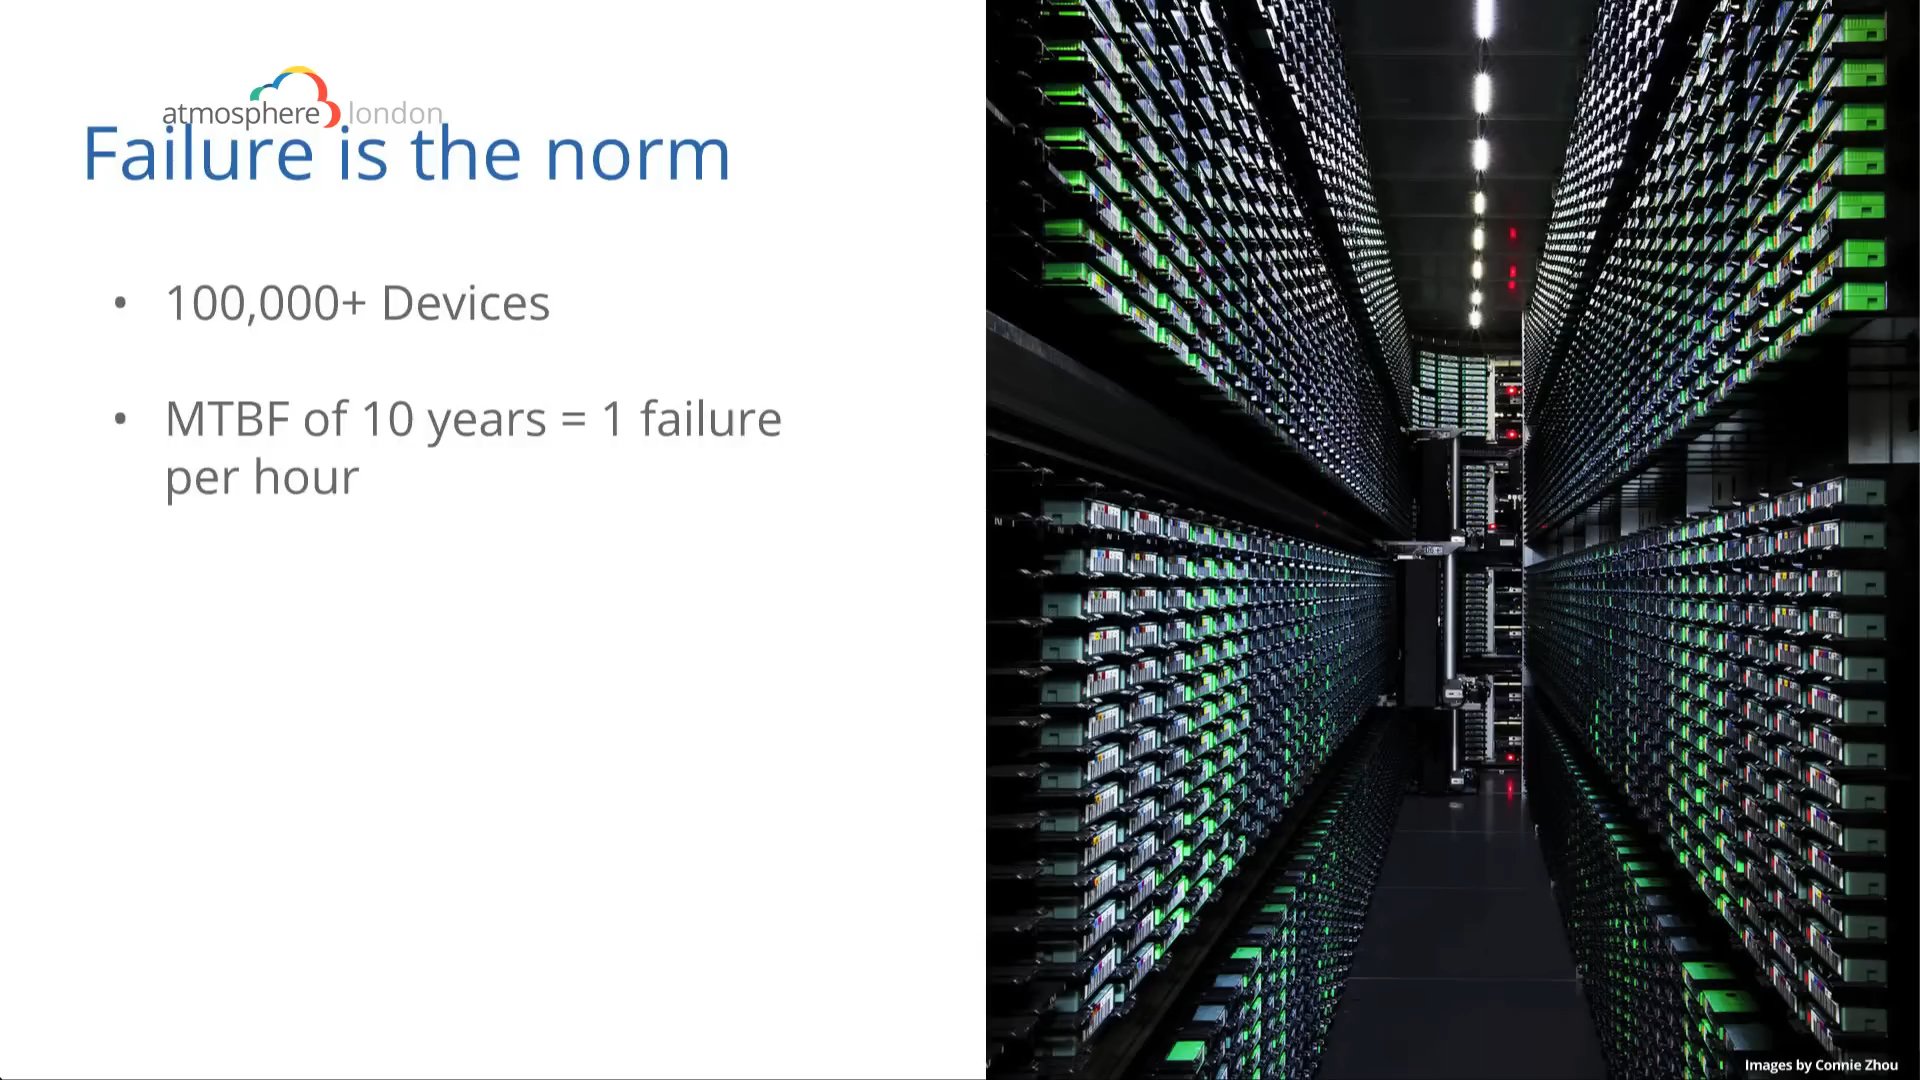 atmosphere london
Failure is the norm
• 100,000+ Devices
• MTBF of 10 years = 1 failure
per hour
Images by Connie Zhou